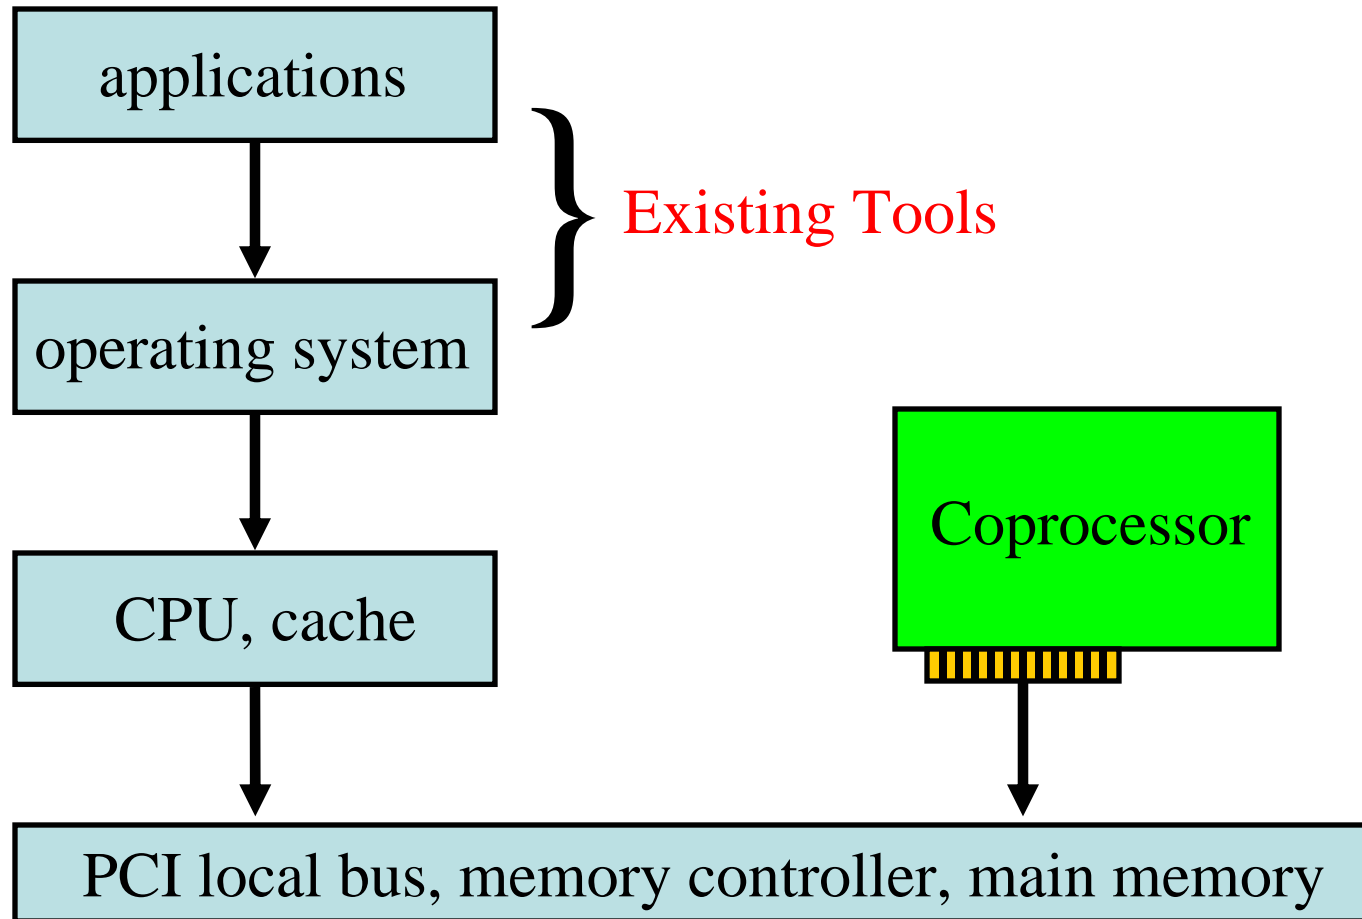 applications
Existing Tools
operating system
Coprocessor
CPU, cache
PCI local bus, memory controller, main memory